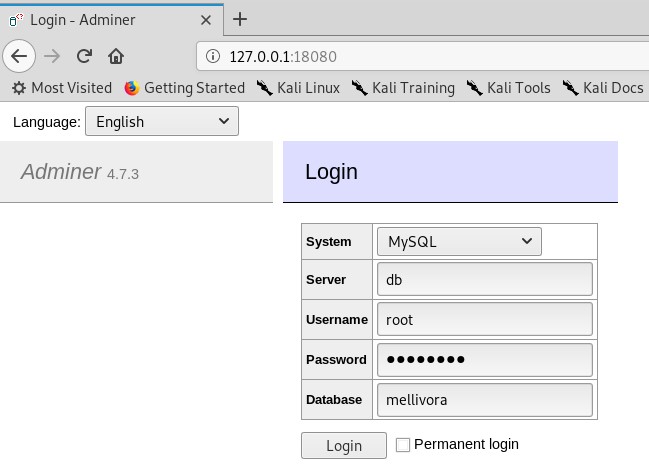 Login - Adminer
127.0.0.1:18080
Most Visited Getting Started Kali Linux Kali Training Kali Tools Kali Docs
Language: English
Adminer 4.7.3
Login
System MySQL
Server db
Username root
Password ●●●●●●●●
Database mellivora
Login Permanent login